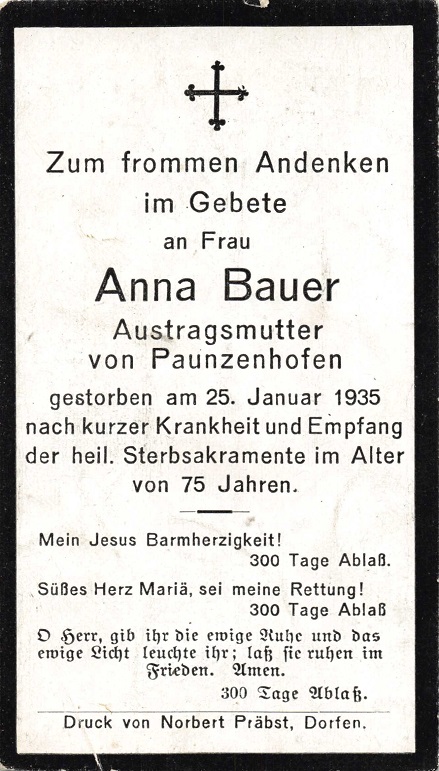 Zum frommen Andenken
im Gebete
an Frau
Anna Bauer
Austragsmutter
von Paunzenhofen
gestorben am 25. Januar 1935
nach kurzer Krankheit und Empfang
der heil. Sterbsakramente im Alter
von 75 Jahren.
Mein Jesus Barmherzigkeit!
300 Tage Ablaß.
Süßes Herz Mariä, sei meine Rettung!
300 Tage Ablaß
O Herr, gib ihr die ewige Ruhe und das
ewige Licht leuchte ihr; laß sie ruhen im
Frieden. Amen.
300 Tage Ablaß.
Druck von Norbert Präbst, Dorfen.